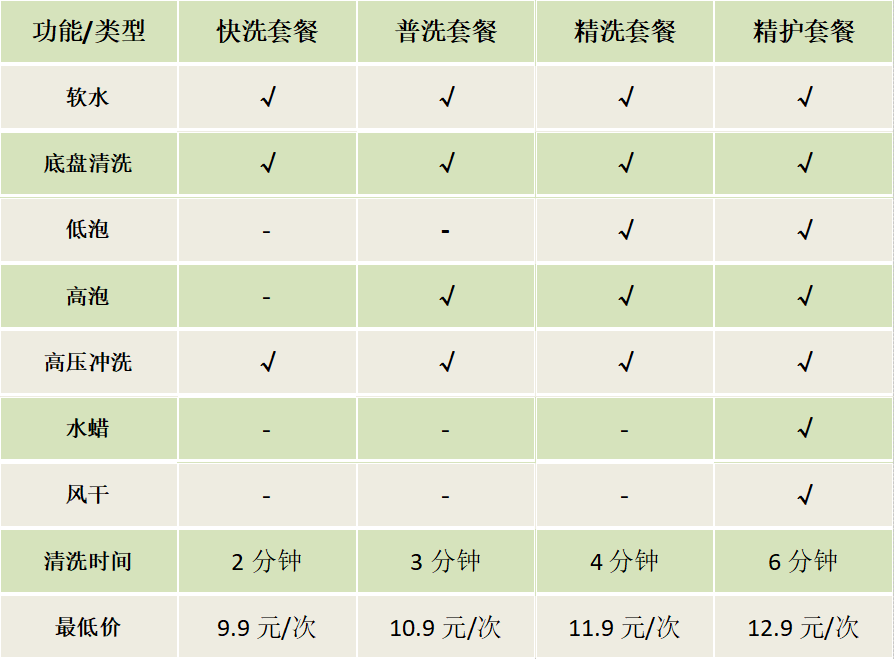 功能/类型 快洗套餐 普洗套餐 精洗套餐 精护套餐
软水 √ √ √ √
底盘清洗 √ √ √ √
低泡 - - √ √
高泡 - √ √ √
高压冲洗 √ √ √ √
水蜡 - - - √
风干 - - - √
清洗时间 2 分钟 3 分钟 4 分钟 6 分钟
最低价 9.9 元/次 10.9 元/次 11.9 元/次 12.9 元/次